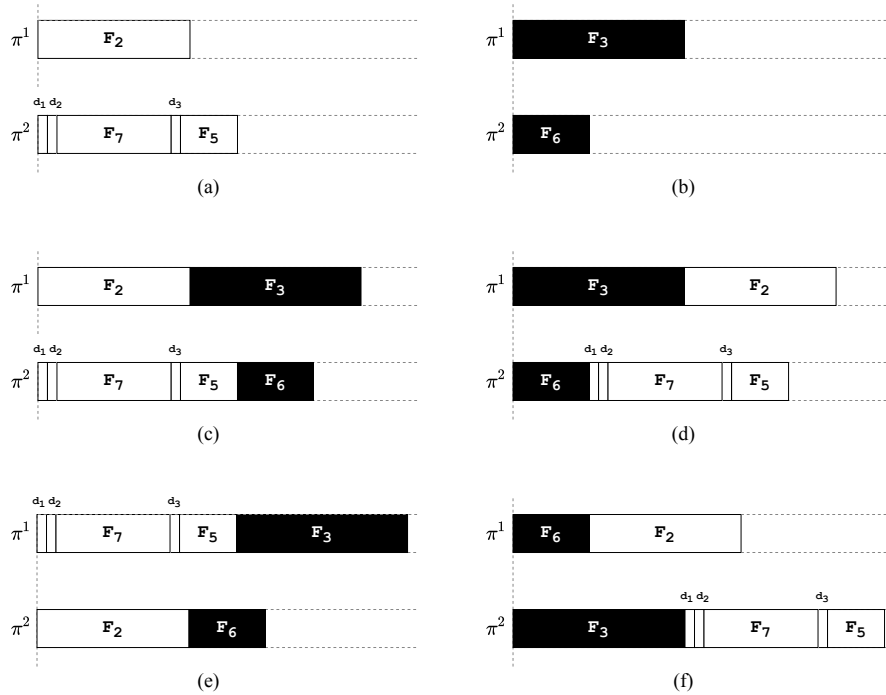 π¹ F₂
d₁ d₂ d₃
π² F₇ F₅
(a)
π¹ F₃
π² F₆
(b)
π¹ F₂ F₃
d₁ d₂ d₃
π² F₇ F₅ F₆
(c)
π¹ F₃ F₂
d₁ d₂ d₃
π² F₆ F₇ F₅
(d)
d₁ d₂ d₃
π¹ F₇ F₅ F₃
π² F₂ F₆
(e)
π¹ F₆ F₂
d₁ d₂ d₃
π² F₃ F₇ F₅
(f)